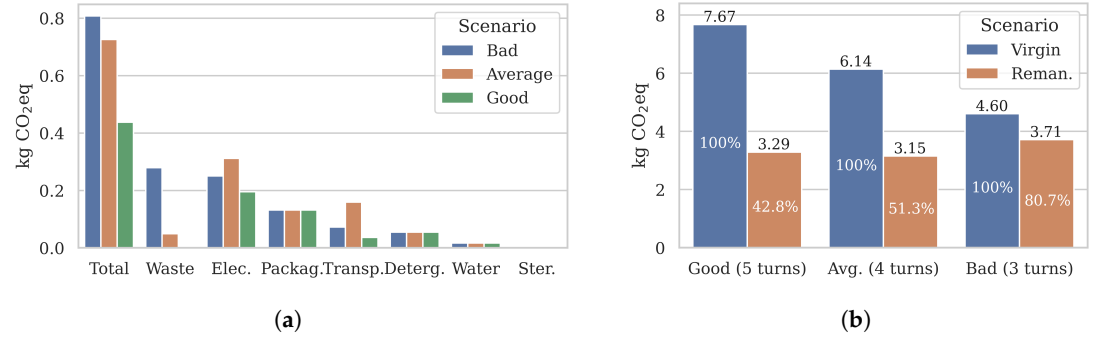 0.8
0.6
0.4
0.2
0.0
kg CO₂eq
Scenario
Bad
Average
Good
Total Waste Elec. Packag. Transp. Deterg. Water Ster.
(a)
8
6
4
2
0
kg CO₂eq
Scenario
Virgin
Reman.
7.67
6.14
4.60
3.29
3.15
3.71
100%
100%
100%
42.8%
51.3%
80.7%
Good (5 turns) Avg. (4 turns) Bad (3 turns)
(b)